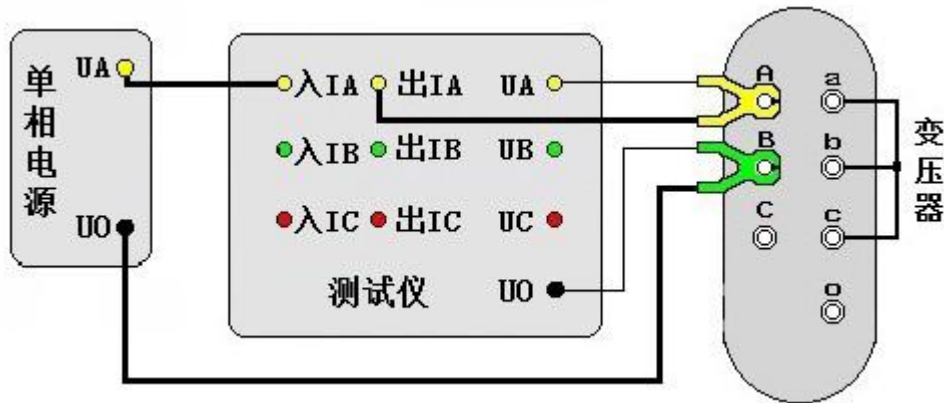 单相电源
UA
UO
入IA 出IA UA
入IB 出IB UB
入IC 出IC UC
测试仪 UO
A a
B b
C c
o
变压器